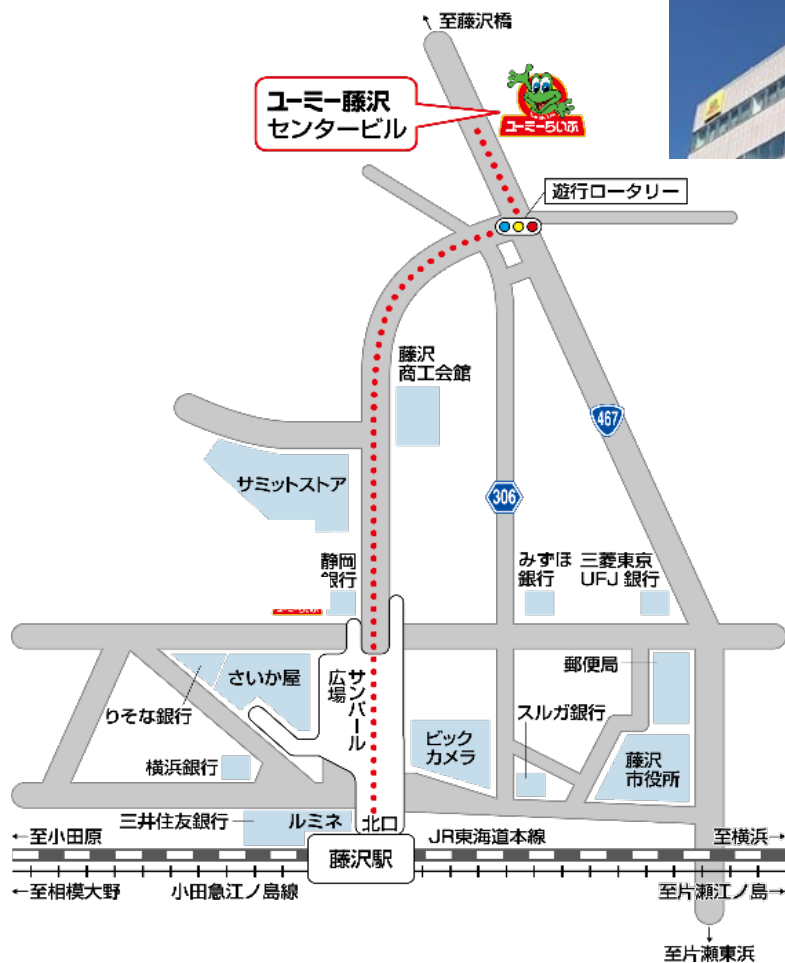 至藤沢橋
ユーミー藤沢
センタービル
ユーミーらいふ
遊行ロータリー
藤沢
商工会館
467
サミットストア
306
静岡
銀行
みずほ
銀行
三菱東京
UFJ 銀行
ユーミーらいふ
郵便局
さいか屋
サンパール
広場
りそな銀行
スルガ銀行
ビック
カメラ
横浜銀行
藤沢
市役所
三井住友銀行
ルミネ
北口
←至小田原
JR東海道本線
至横浜→
藤沢駅
←至相模大野
小田急江ノ島線
至片瀬江ノ島→
至片瀬東浜